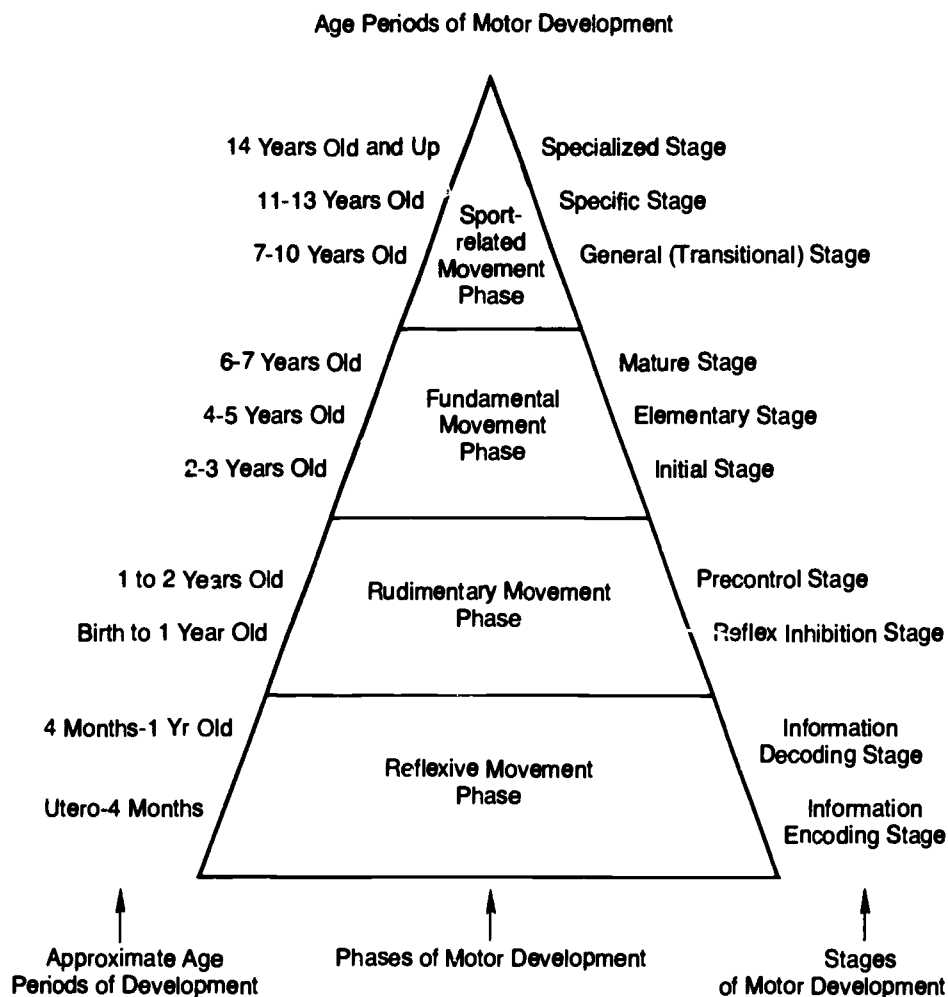 Age Periods of Motor Development
14 Years Old and Up
Specialized Stage
11-13 Years Old
Specific Stage
Sport-
related
Movement
Phase
7-10 Years Old
General (Transitional) Stage
6-7 Years Old
Mature Stage
Fundamental
Movement
Phase
4-5 Years Old
Elementary Stage
2-3 Years Old
Initial Stage
1 to 2 Years Old
Precontrol Stage
Rudimentary Movement
Phase
Birth to 1 Year Old
Reflex Inhibition Stage
4 Months-1 Yr Old
Information
Decoding Stage
Reflexive Movement
Phase
Utero-4 Months
Information
Encoding Stage
Approximate Age
Periods of Development
Phases of Motor Development
Stages
of Motor Development